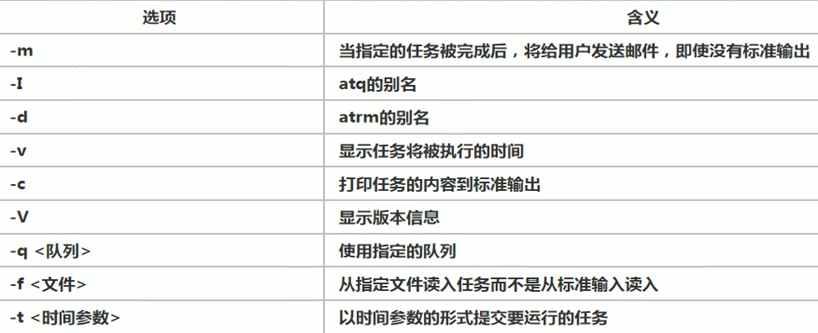 选项 含义
-m 当指定的任务被完成后，将给用户发送邮件，即使没有标准输出
-I atq的别名
-d atrm的别名
-v 显示任务将被执行的时间
-c 打印任务的内容到标准输出
-V 显示版本信息
-q <队列> 使用指定的队列
-f <文件> 从指定文件读入任务而不是从标准输入读入
-t <时间参数> 以时间参数的形式提交要运行的任务